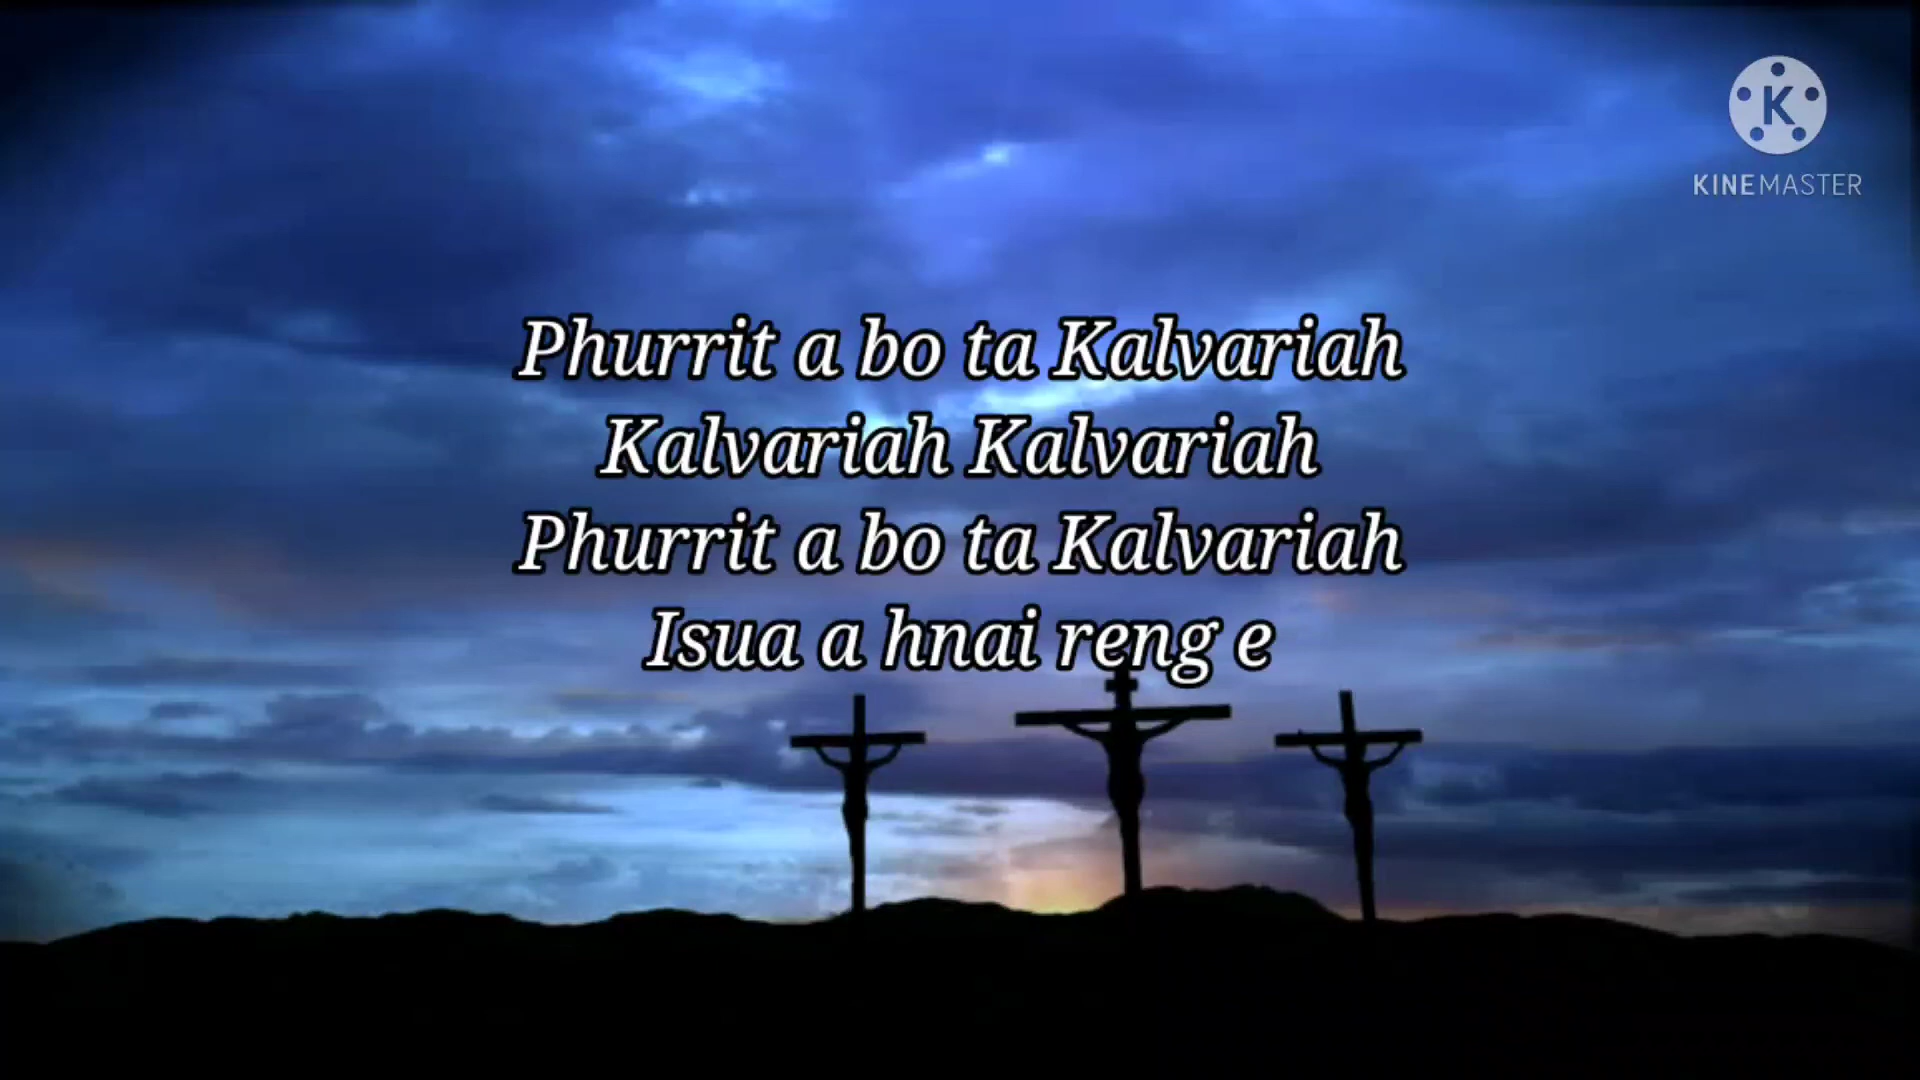 K
KINEMASTER
Phurrit a bo ta Kalvariah
Kalvariah Kalvariah
Phurrit a bo ta Kalvariah
Isua a hnai reng e